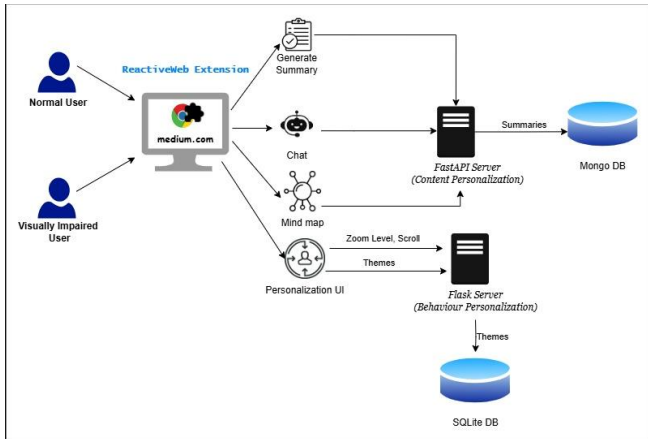 ReactiveWeb Extension
Generate
Summary
Normal User
medium.com
Summaries
Chat
FastAPI Server
(Content Personalization)
Mongo DB
Visually Impaired
User
Mind map
Zoom Level, Scroll
Themes
Personalization UI
Flask Server
(Behaviour Personalization)
Themes
SQLite DB